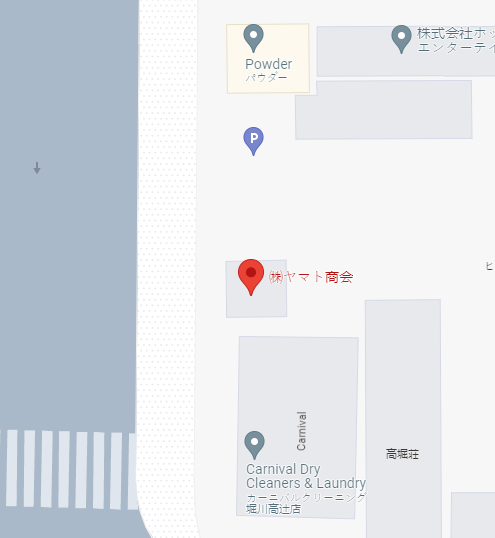 Powder
パウダー
株式会社ホッ
エンターテイ
P
㈱ヤマト商会
ヒ
Carnival
高堀荘
Carnival Dry
Cleaners & Laundry
カーニバルクリーニング
堀川高辻店